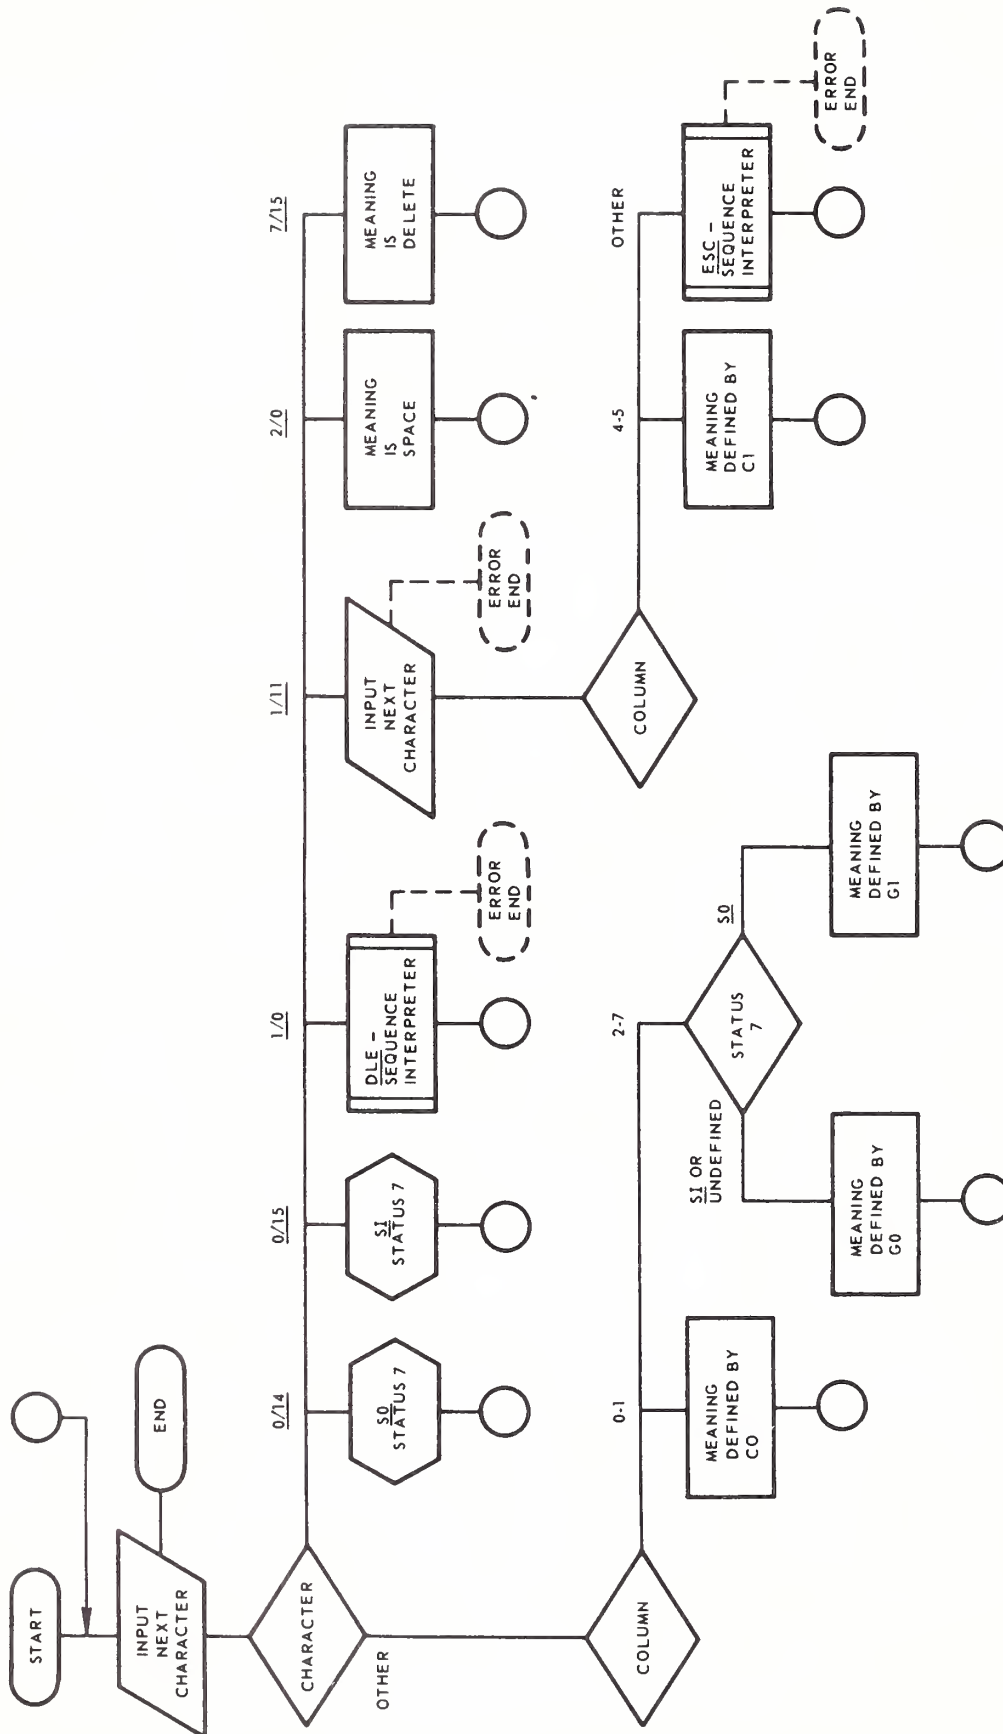 START
INPUT
NEXT
CHARACTER
END
CHARACTER
OTHER
0/14
SO
STATUS 7
0/15
SI
STATUS 7
1/0
DLE -
SEQUENCE
INTERPRETER
ERROR
END
1/11
INPUT
NEXT
CHARACTER
ERROR
END
2/0
MEANING
IS
SPACE
7/15
MEANING
IS
DELETE
COLUMN
4-5
MEANING
DEFINED BY
C1
OTHER
ESC -
SEQUENCE
INTERPRETER
ERROR
END
COLUMN
0-1
MEANING
DEFINED BY
CO
2-7
STATUS
7
SI OR
UNDEFINED
MEANING
DEFINED BY
G0
SO
MEANING
DEFINED BY
G1